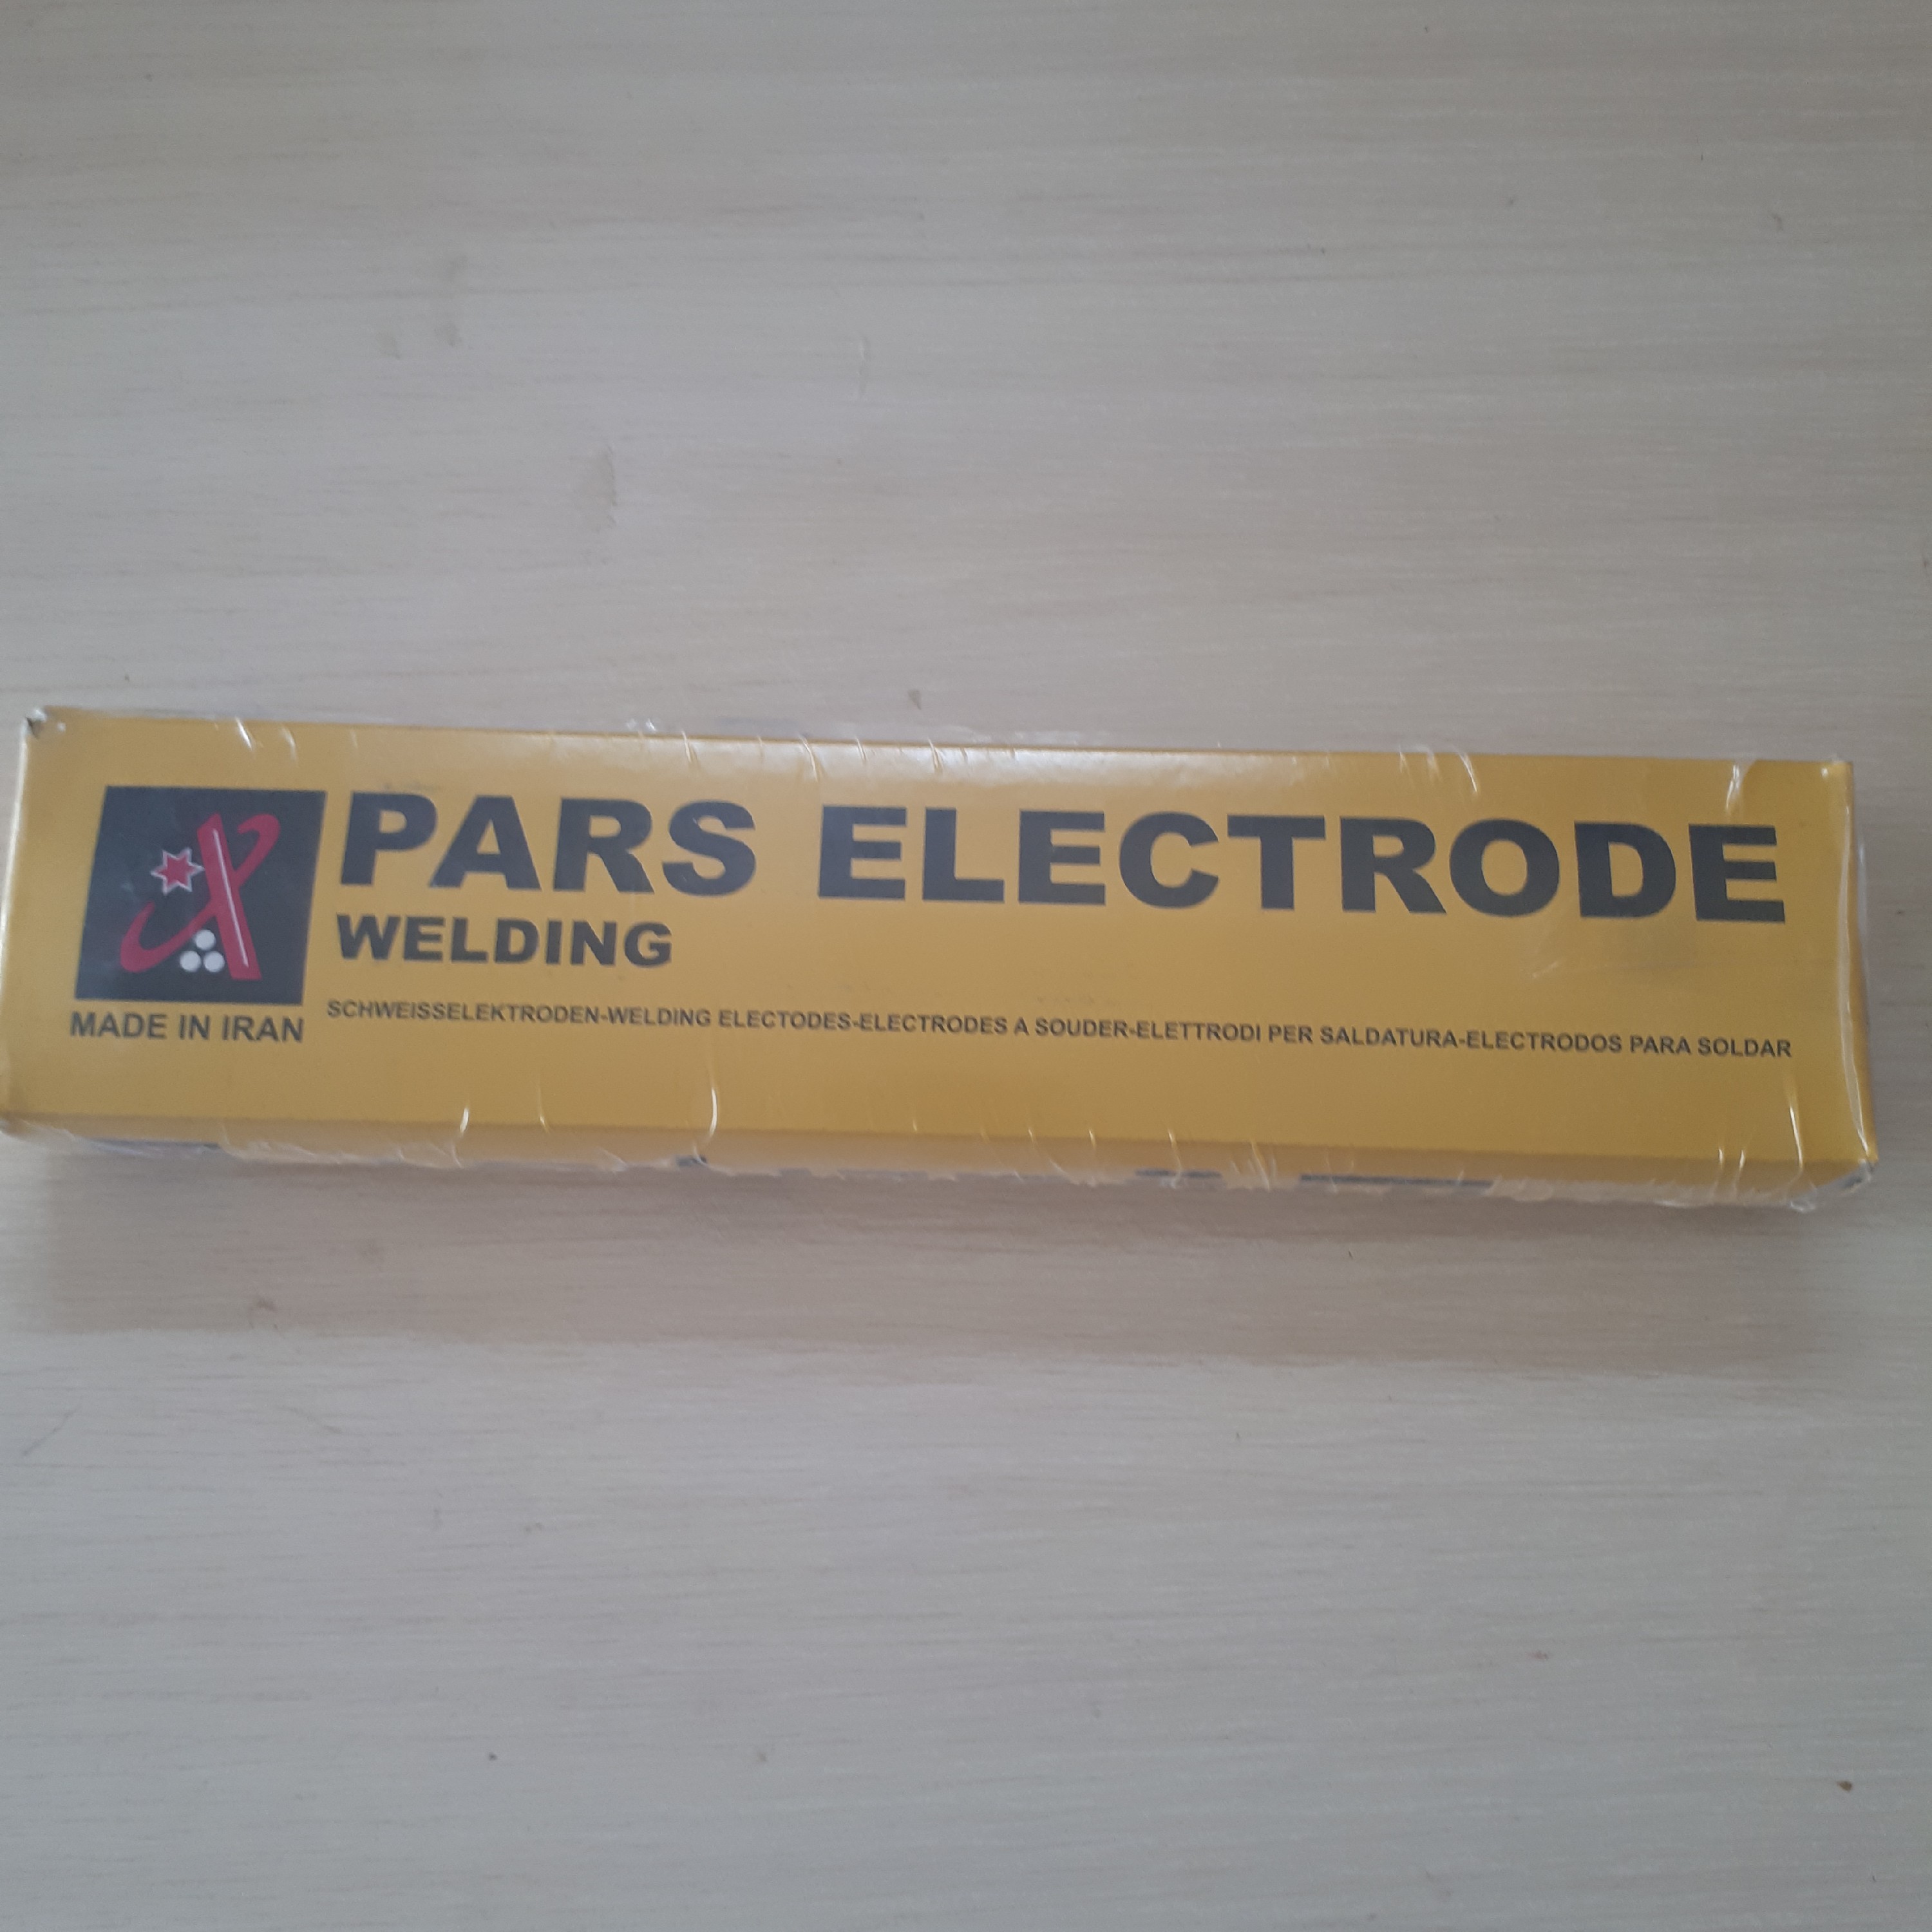 PARS ELECTRODE
WELDING
MADE IN IRAN
SCHWEISSELEKTRODEN-WELDING ELECTODES-ELECTRODES A SOUDER-ELETTRODI PER SALDATURA-ELECTRODOS PARA SOLDAR